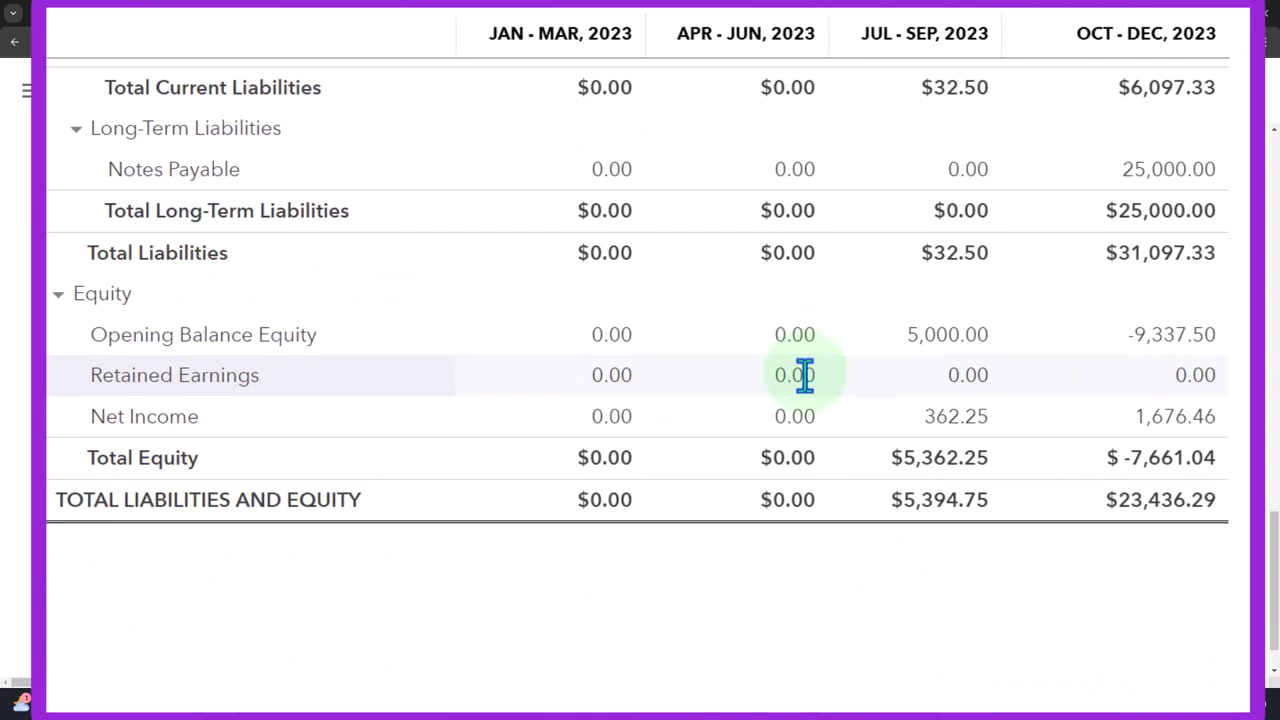 JAN - MAR, 2023 APR - JUN, 2023 JUL - SEP, 2023 OCT - DEC, 2023
Total Current Liabilities $0.00 $0.00 $32.50 $6,097.33
Long-Term Liabilities
Notes Payable 0.00 0.00 0.00 25,000.00
Total Long-Term Liabilities $0.00 $0.00 $0.00 $25,000.00
Total Liabilities $0.00 $0.00 $32.50 $31,097.33
Equity
Opening Balance Equity 0.00 0.00 5,000.00 -9,337.50
Retained Earnings 0.00 0.00 0.00 0.00
Net Income 0.00 0.00 362.25 1,676.46
Total Equity $0.00 $0.00 $5,362.25 $ -7,661.04
TOTAL LIABILITIES AND EQUITY $0.00 $0.00 $5,394.75 $23,436.29